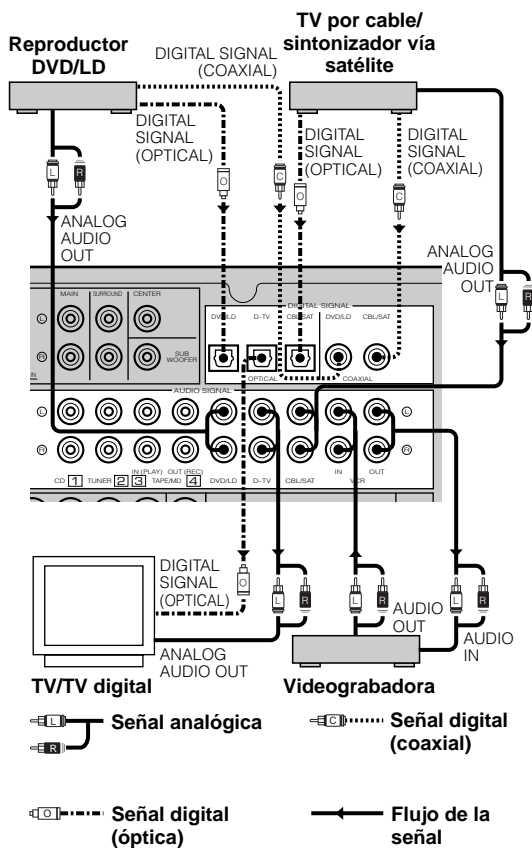 Reproductor
DVD/LD
DIGITAL SIGNAL
(COAXIAL)
TV por cable/
sintonizador vía
satélite
DIGITAL
SIGNAL
(OPTICAL)
DIGITAL
SIGNAL
(OPTICAL)
DIGITAL
SIGNAL
(COAXIAL)
L R
O
C
O
C
ANALOG
AUDIO
OUT
ANALOG
AUDIO
OUT
L R
MAIN SURROUND CENTER
DIGITAL SIGNAL
DVD/LD D–TV CBL/SAT DVD/LD CBL/SAT
L
R
SUB
WOOFER
IN
OPTICAL COAXIAL
AUDIO SIGNAL
L L
R R
IN (PLAY) OUT (REC) IN OUT
CD 1 TUNER 2 3 TAPE/MD 4 DVD/LD D–TV CBL/SAT VCR
DIGITAL
SIGNAL
(OPTICAL)
O
L R
L R
L R
AUDIO
OUT
AUDIO
IN
ANALOG
AUDIO OUT
TV/TV digital
Videograbadora
L
R
Señal analógica
C
Señal digital
(coaxial)
O
Señal digital
(óptica)
Flujo de la
señal